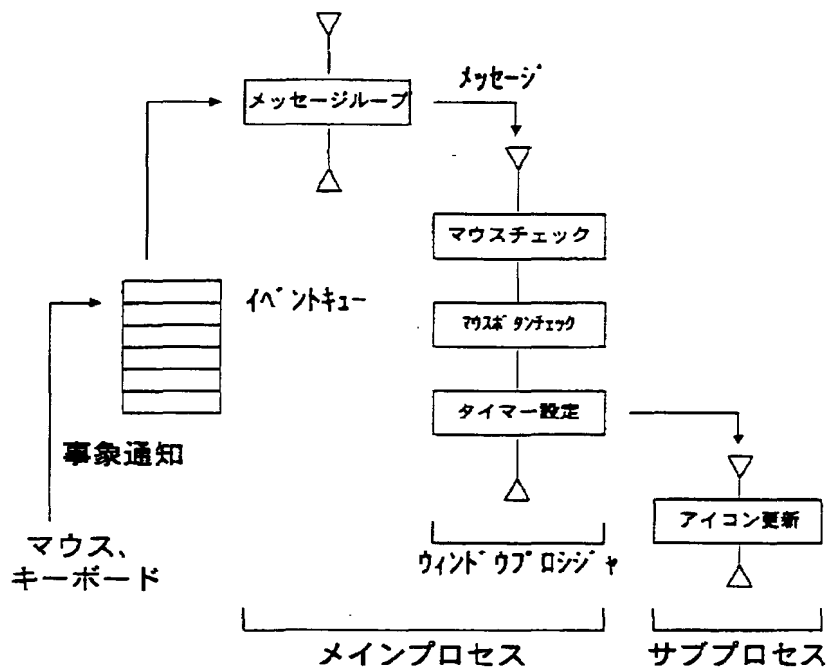 メッセージループ
メッセージ
マウスチェック
イベントキュー
マウスボタンチェック
タイマー設定
事象通知
アイコン更新
マウス、
キーボード
ウィンドウプロシジャ
メインプロセス
サブプロセス